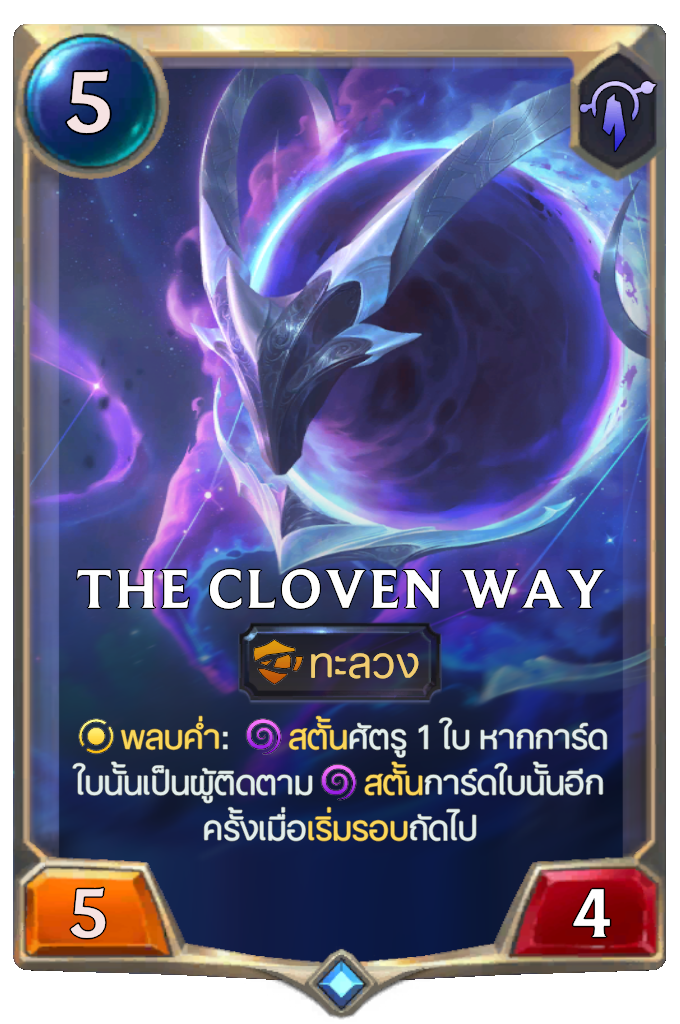 5
THE CLOVEN WAY
ทะลวง
พลบค่ำ: สตั้นศัตรู 1 ใบ หากการ์ด
ใบนั้นเป็นผู้ติดตาม สตั้นการ์ดใบนั้นอีก
ครั้งเมื่อเริ่มรอบถัดไป
5
4